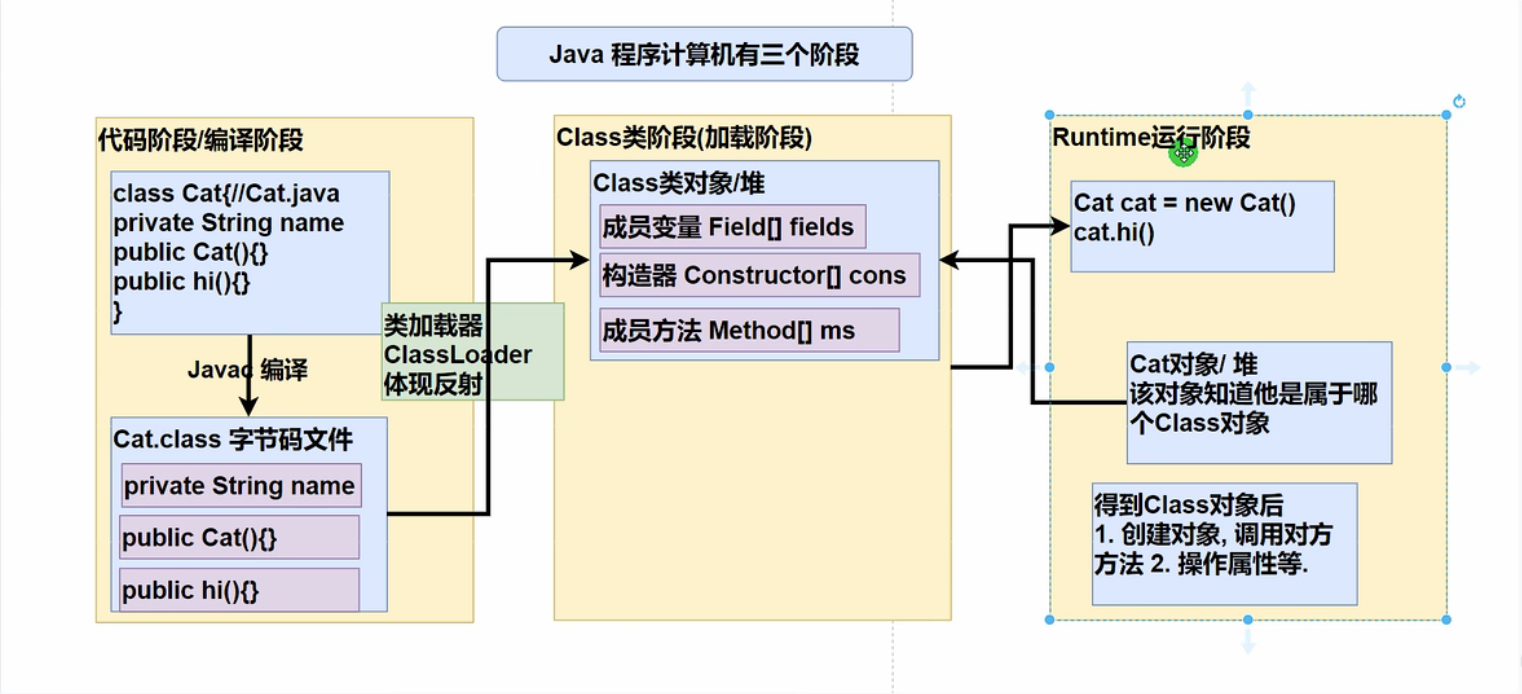 Java 程序计算机有三个阶段
代码阶段/编译阶段
class Cat{//Cat.java
private String name
public Cat(){}
public hi(){}
}
Javac 编译
Cat.class 字节码文件
private String name
public Cat(){}
public hi(){}
类加载器
ClassLoader
体现反射
Class类阶段(加载阶段)
Class类对象/堆
成员变量 Field[] fields
构造器 Constructor[] cons
成员方法 Method[] ms
Runtime运行阶段
Cat cat = new Cat()
cat.hi()
Cat对象/ 堆
该对象知道他是属于哪
个Class对象
得到Class对象后
1. 创建对象, 调用对方
方法 2. 操作属性等.